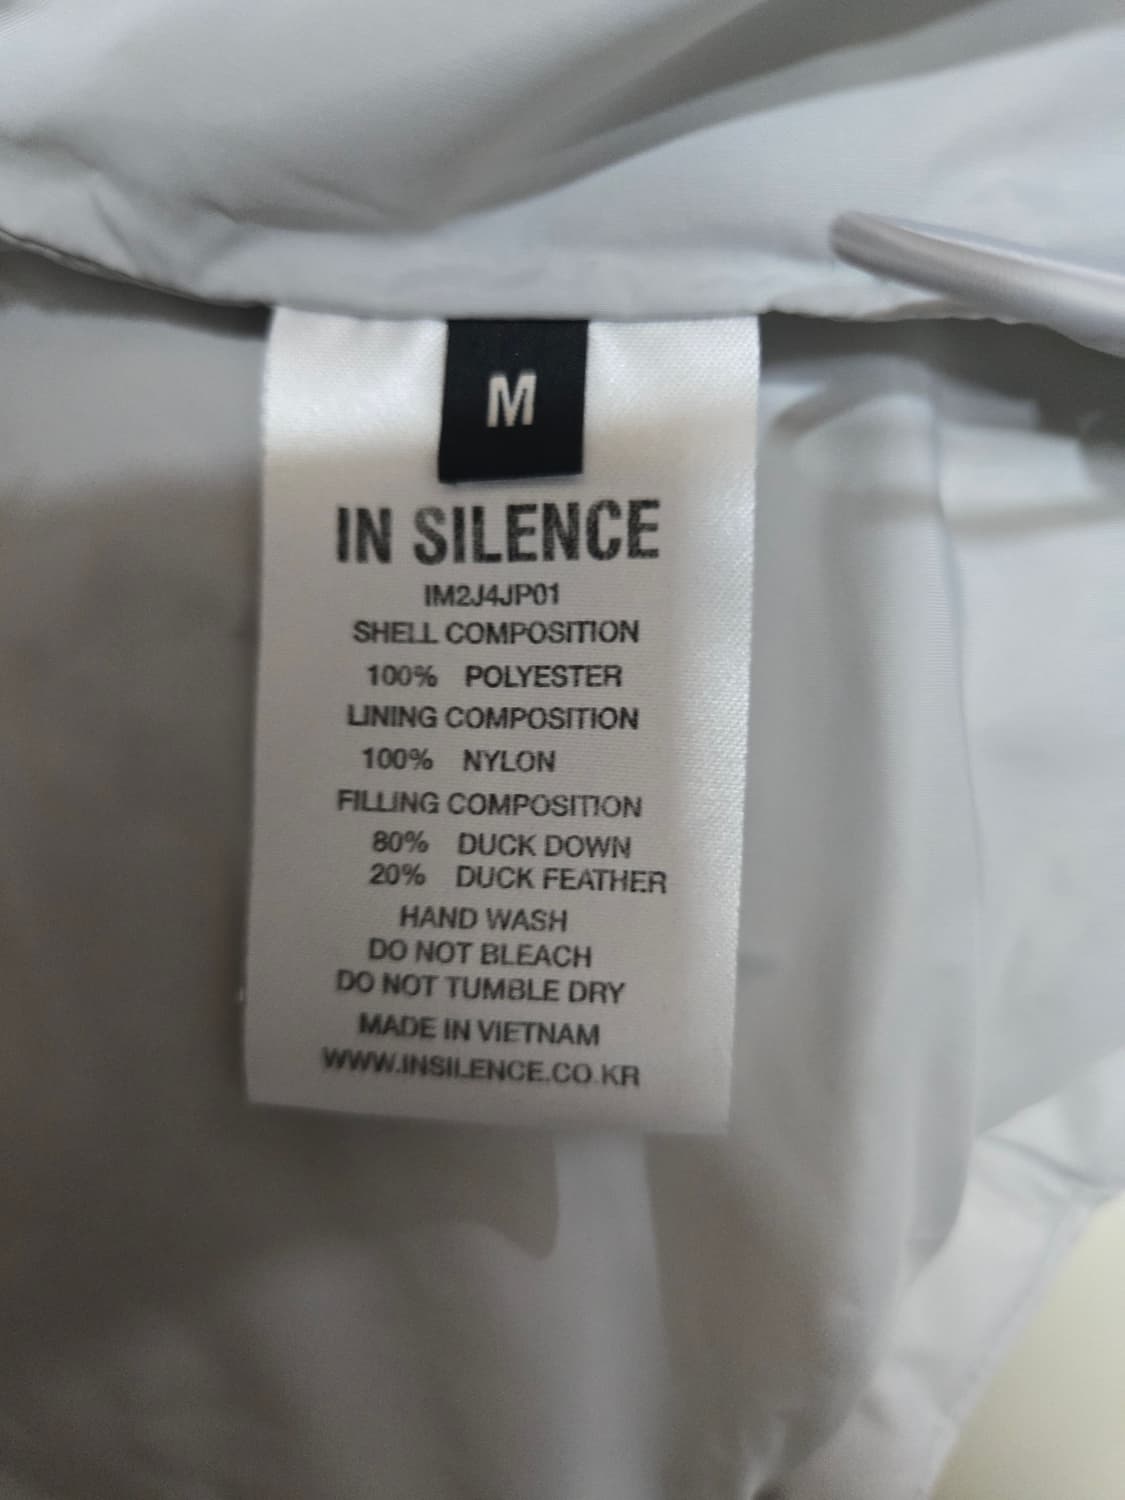 M
IN SILENCE
IM2J4JP01
SHELL COMPOSITION
100% POLYESTER
LINING COMPOSITION
100% NYLON
FILLING COMPOSITION
80% DUCK DOWN
20% DUCK FEATHER
HAND WASH
DO NOT BLEACH
DO NOT TUMBLE DRY
MADE IN VIETNAM
WWW.INSILENCE.CO.KR